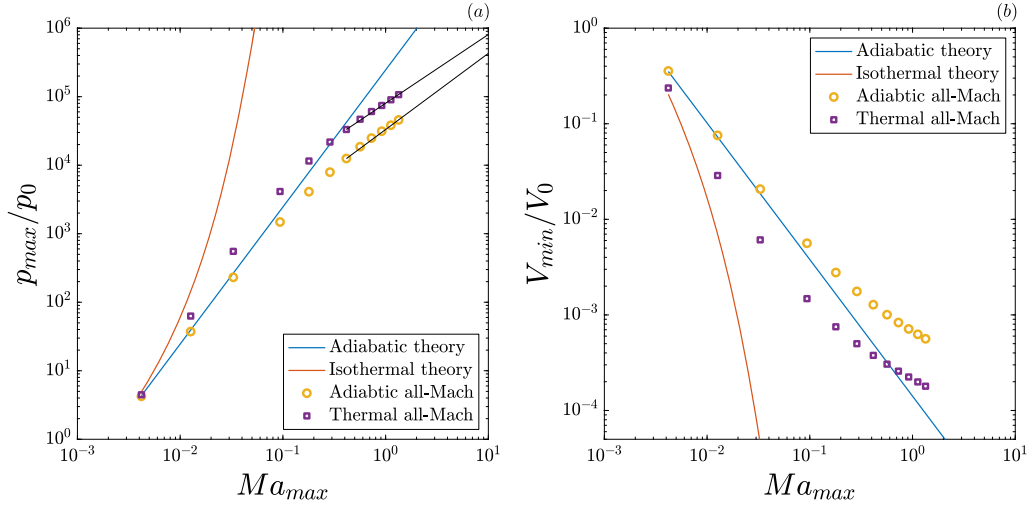 (a)
10^6
10^5
10^4
10^3
10^2
10^1
10^0
p_max/p_0
10^-3
10^-2
10^-1
10^0
10^1
Ma_max
Adiabatic theory
Isothermal theory
Adiabtic all-Mach
Thermal all-Mach
(b)
10^0
10^-1
10^-2
10^-3
10^-4
V_min/V_0
10^-3
10^-2
10^-1
10^0
10^1
Ma_max
Adiabatic theory
Isothermal theory
Adiabtic all-Mach
Thermal all-Mach